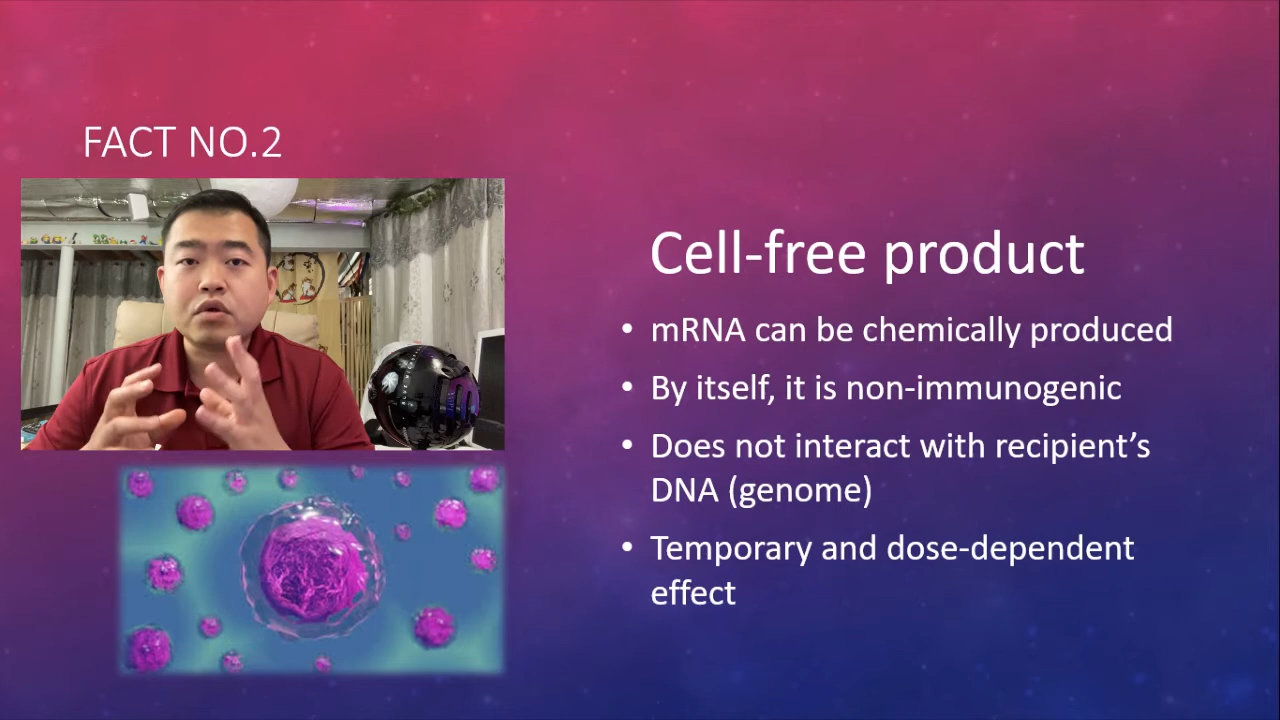 FACT NO.2
Cell-free product
• mRNA can be chemically produced
• By itself, it is non-immunogenic
• Does not interact with recipient’s
DNA (genome)
• Temporary and dose-dependent
effect